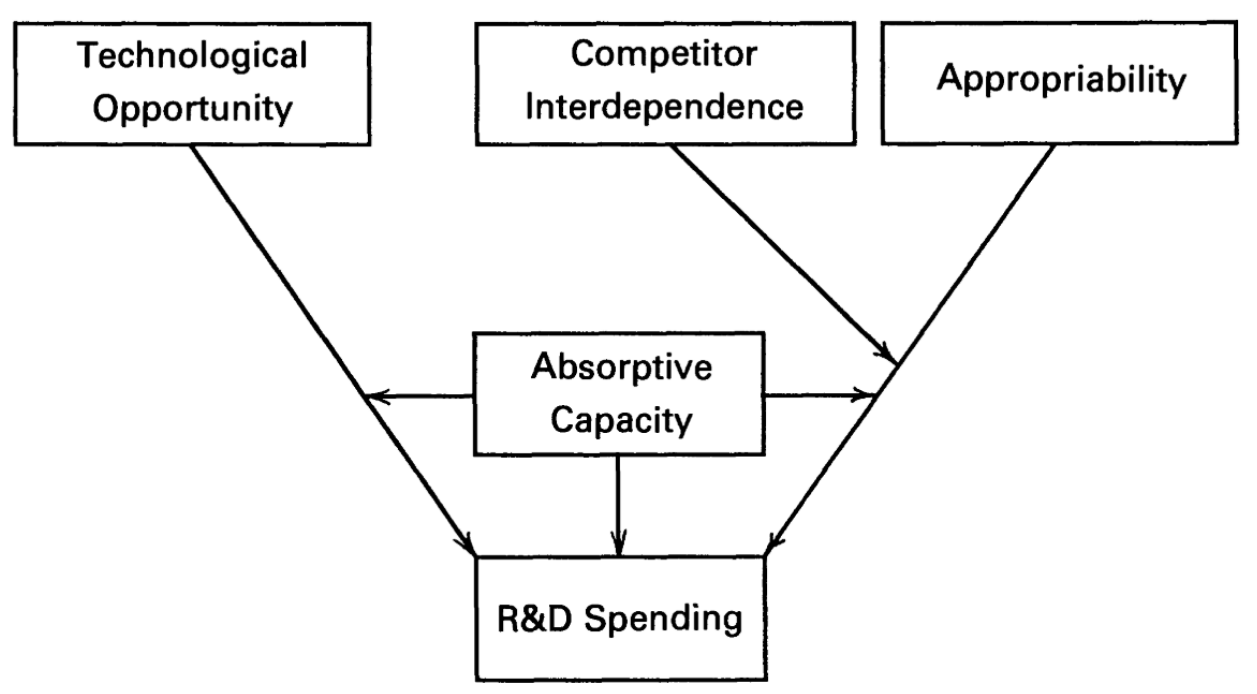 Technological
Opportunity
Competitor
Interdependence
Appropriability
Absorptive
Capacity
R&D Spending